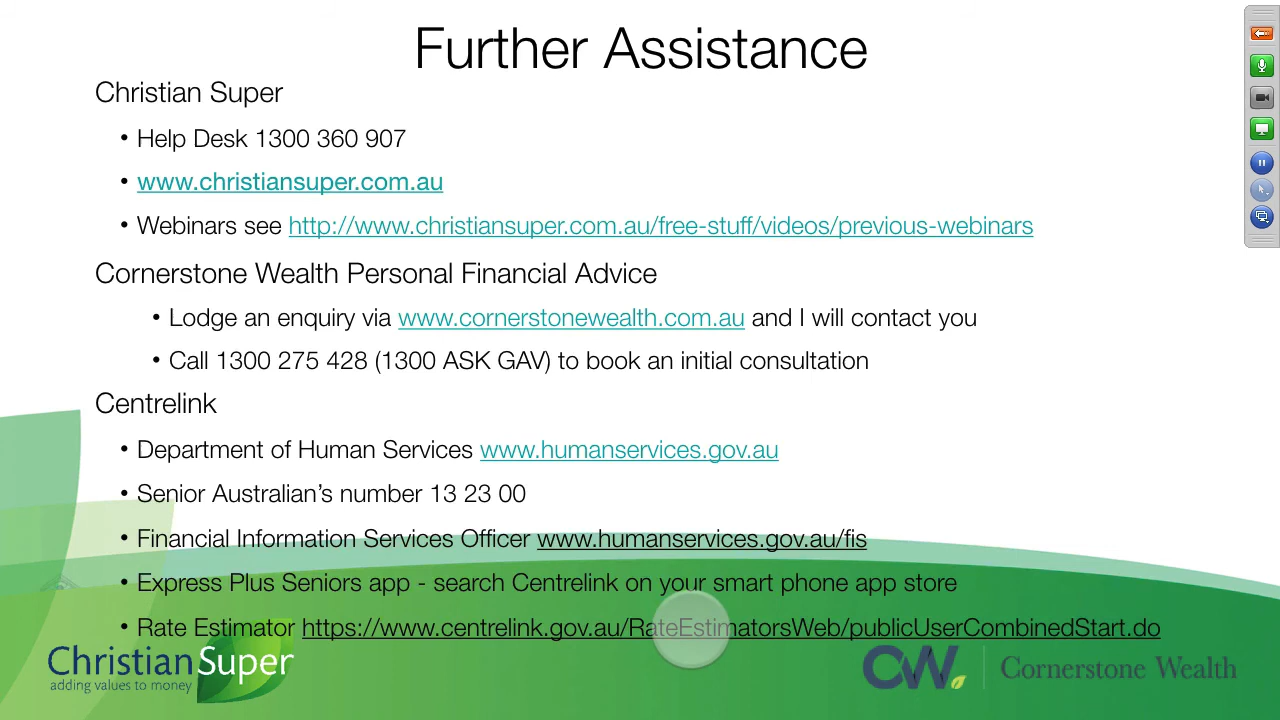 Further Assistance
Christian Super
• Help Desk 1300 360 907
• www.christiansuper.com.au
• Webinars see http://www.christiansuper.com.au/free-stuff/videos/previous-webinars
Cornerstone Wealth Personal Financial Advice
• Lodge an enquiry via www.cornerstonewealth.com.au and I will contact you
• Call 1300 275 428 (1300 ASK GAV) to book an initial consultation
Centrelink
• Department of Human Services www.humanservices.gov.au
• Senior Australian’s number 13 23 00
• Financial Information Services Officer www.humanservices.gov.au/fis
• Express Plus Seniors app - search Centrelink on your smart phone app store
• Rate Estimator https://www.centrelink.gov.au/RateEstimatorsWeb/publicUserCombinedStart.do
Christian Super
adding values to money
CW. Cornerstone Wealth